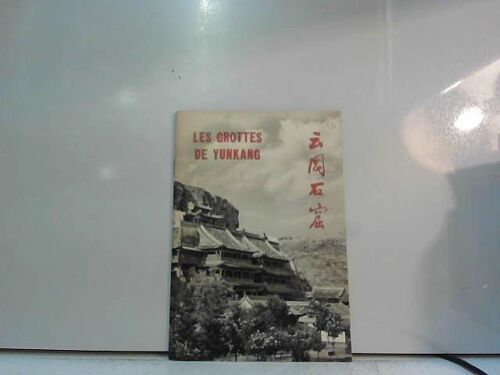 LES GROTTES
DE YUNKANG
云冈石窟